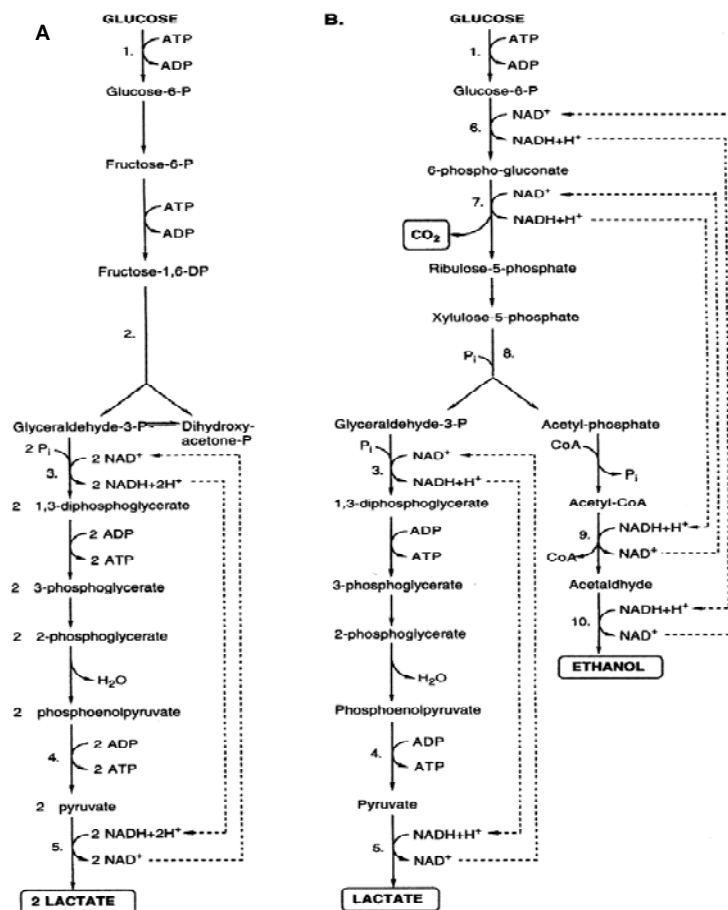 A
GLUCOSE
1.
ATP
ADP
Glucose-6-P
Fructose-6-P
ATP
ADP
Fructose-1,6-DP
2.
Glyceraldehyde-3-P
Dihydroxy-
acetone-P
2 Pi
3.
2 NAD+
2 NADH+2H+
2 1,3-diphosphoglycerate
2 ADP
2 ATP
2 3-phosphoglycerate
2 2-phosphoglycerate
H2O
2 phosphoenolpyruvate
4.
2 ADP
2 ATP
2 pyruvate
5.
2 NADH+2H+
2 NAD+
2 LACTATE
B.
GLUCOSE
1.
ATP
ADP
Glucose-6-P
6.
NAD+
NADH+H+
6-phospho-gluconate
7.
NAD+
NADH+H+
CO2
Ribulose-5-phosphate
Xylulose-5-phosphate
Pi
8.
Glyceraldehyde-3-P
Pi
3.
NAD+
NADH+H+
1,3-diphosphoglycerate
ADP
ATP
3-phosphoglycerate
2-phosphoglycerate
H2O
Phosphoenolpyruvate
4.
ADP
ATP
Pyruvate
5.
NADH+H+
NAD+
LACTATE
Acetyl-phosphate
CoA
Pi
Acetyl-CoA
9.
NADH+H+
CoA
NAD+
Acetaldhyde
10.
NADH+H+
NAD+
ETHANOL